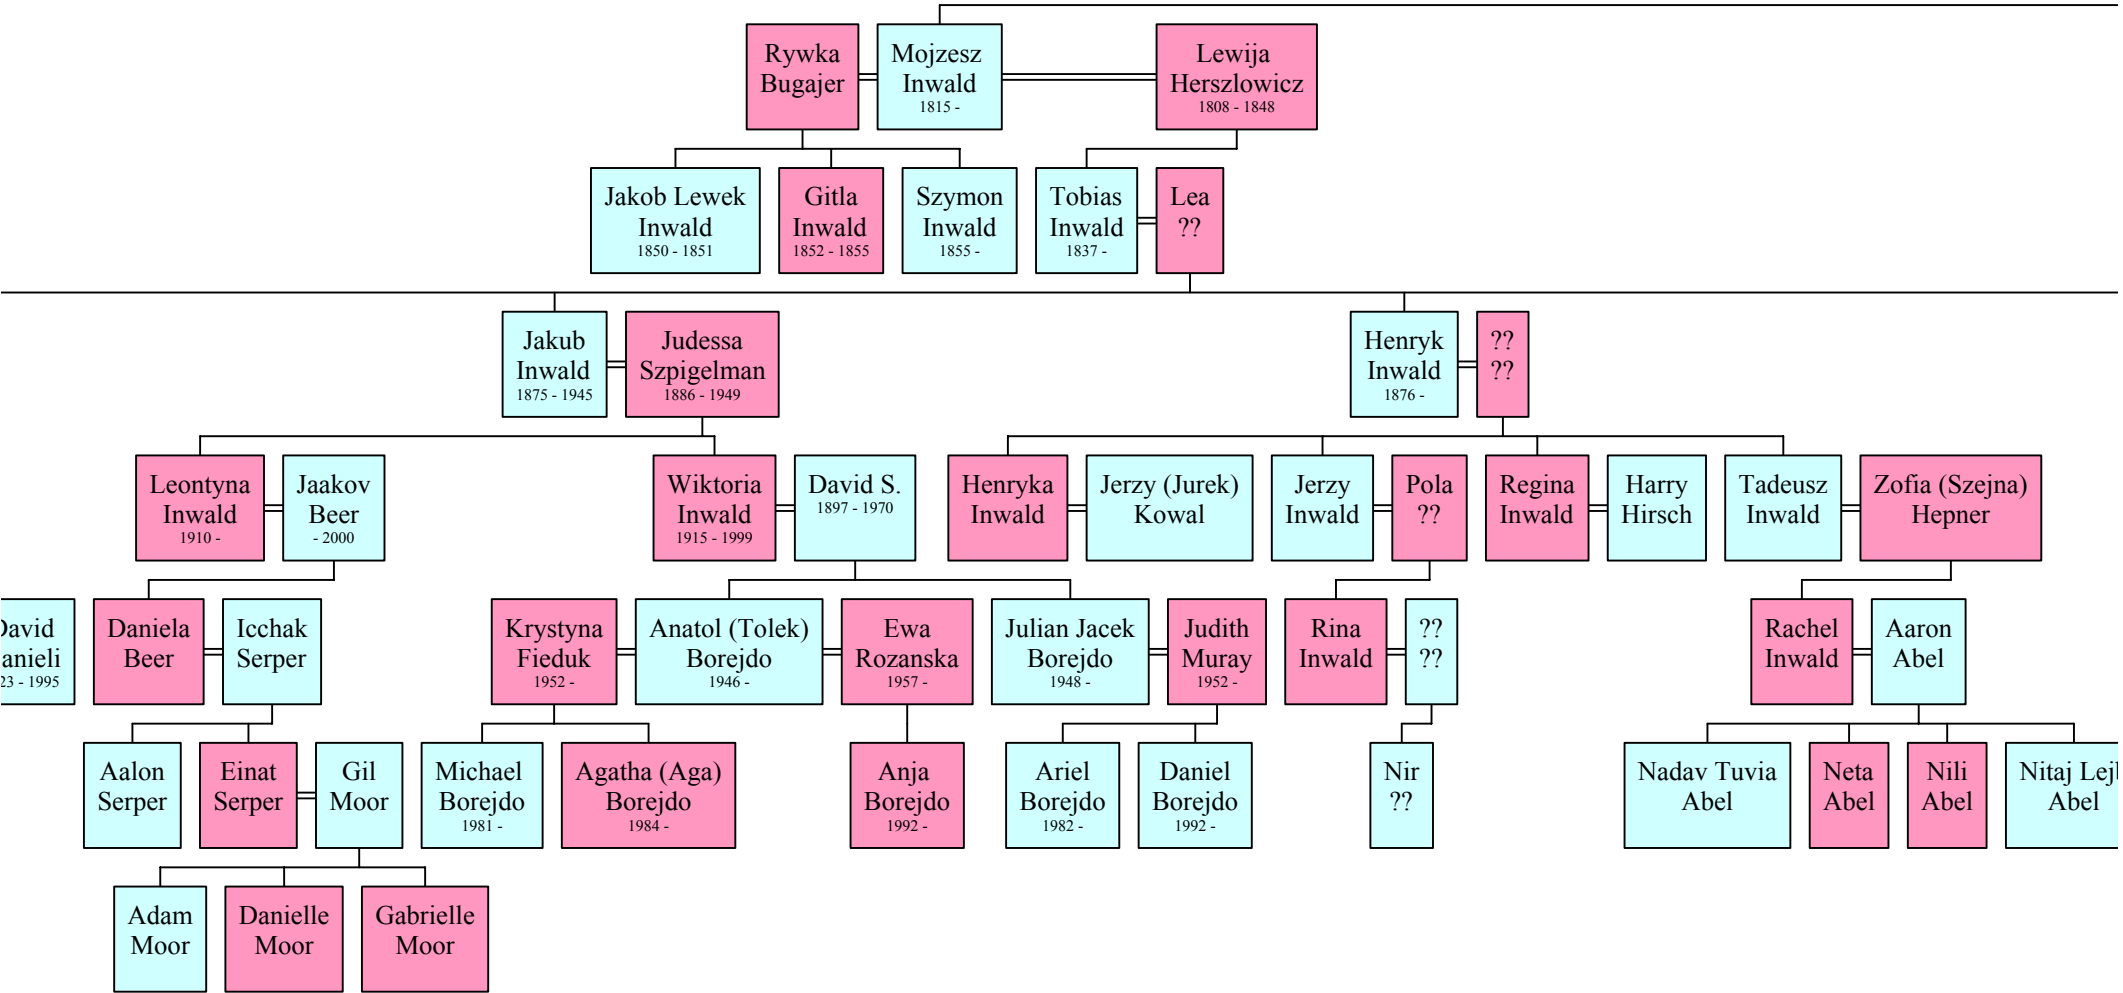 Rywka
Bugajer
Mojzesz
Inwald
1815 -
Lewija
Herszlowicz
1808 - 1848
Jakob Lewek
Inwald
1850 - 1851
Gitla
Inwald
1852 - 1855
Szymon
Inwald
1855 -
Tobias
Inwald
1837 -
Lea
??
Jakub
Inwald
1875 - 1945
Judessa
Szpigelman
1886 - 1949
Henryk
Inwald
1876 -
??
??
Leontyna
Inwald
1910 -
Jaakov
Beer
- 2000
Wiktoria
Inwald
1915 - 1999
David S.
1897 - 1970
Henryka
Inwald
Jerzy (Jurek)
Kowal
Jerzy
Inwald
Pola
??
Regina
Inwald
Harry
Hirsch
Tadeusz
Inwald
Zofia (Szejna)
Hepner
David
anieli
23 - 1995
Daniela
Beer
Icchak
Serper
Krystyna
Fieduk
1952 -
Anatol (Tolek)
Borejdo
1946 -
Ewa
Rozanska
1957 -
Julian Jacek
Borejdo
1948 -
Judith
Muray
1952 -
Rina
Inwald
??
??
Rachel
Inwald
Aaron
Abel
Aalon
Serper
Einat
Serper
Gil
Moor
Michael
Borejdo
1981 -
Agatha (Aga)
Borejdo
1984 -
Anja
Borejdo
1992 -
Ariel
Borejdo
1982 -
Daniel
Borejdo
1992 -
Nir
??
Nadav Tuvia
Abel
Neta
Abel
Nili
Abel
Nitaj Lejb
Abel
Adam
Moor
Danielle
Moor
Gabrielle
Moor